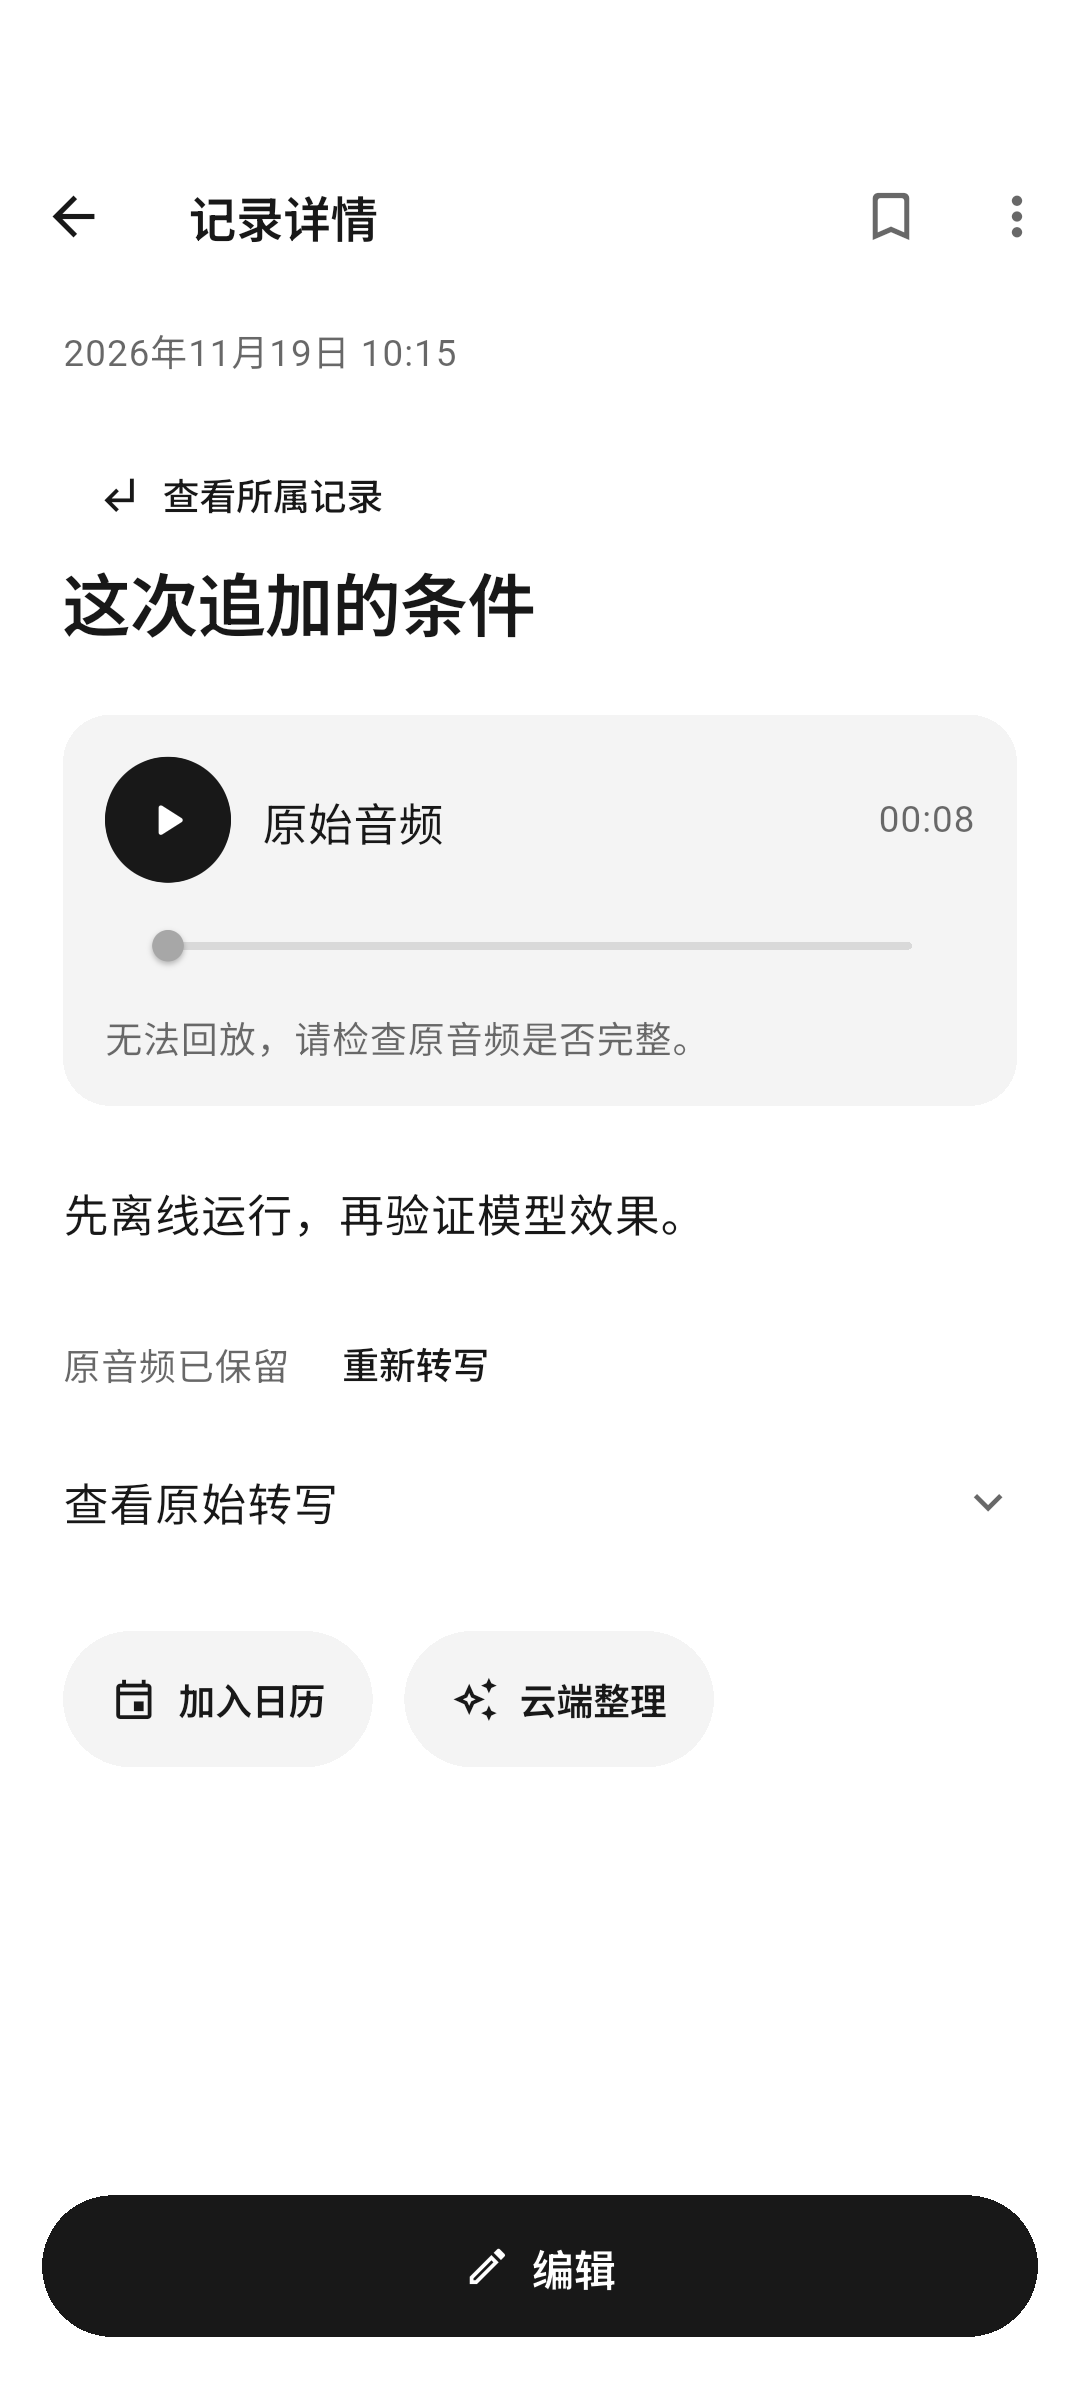 记录详情
2026年11月19日 10:15
查看所属记录
这次追加的条件
原始音频 00:08
无法回放，请检查原音频是否完整。
先离线运行，再验证模型效果。
原音频已保留 重新转写
查看原始转写
加入日历 云端整理
编辑